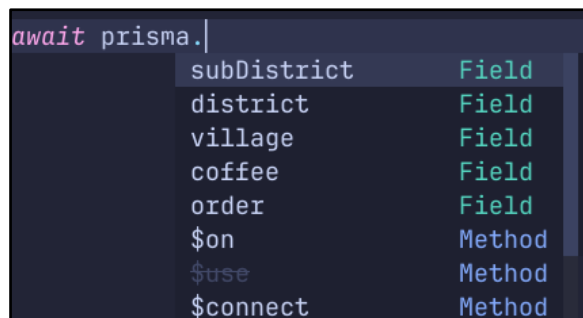 await prisma.
subDistrict Field
district Field
village Field
coffee Field
order Field
$on Method
$use Method
$connect Method